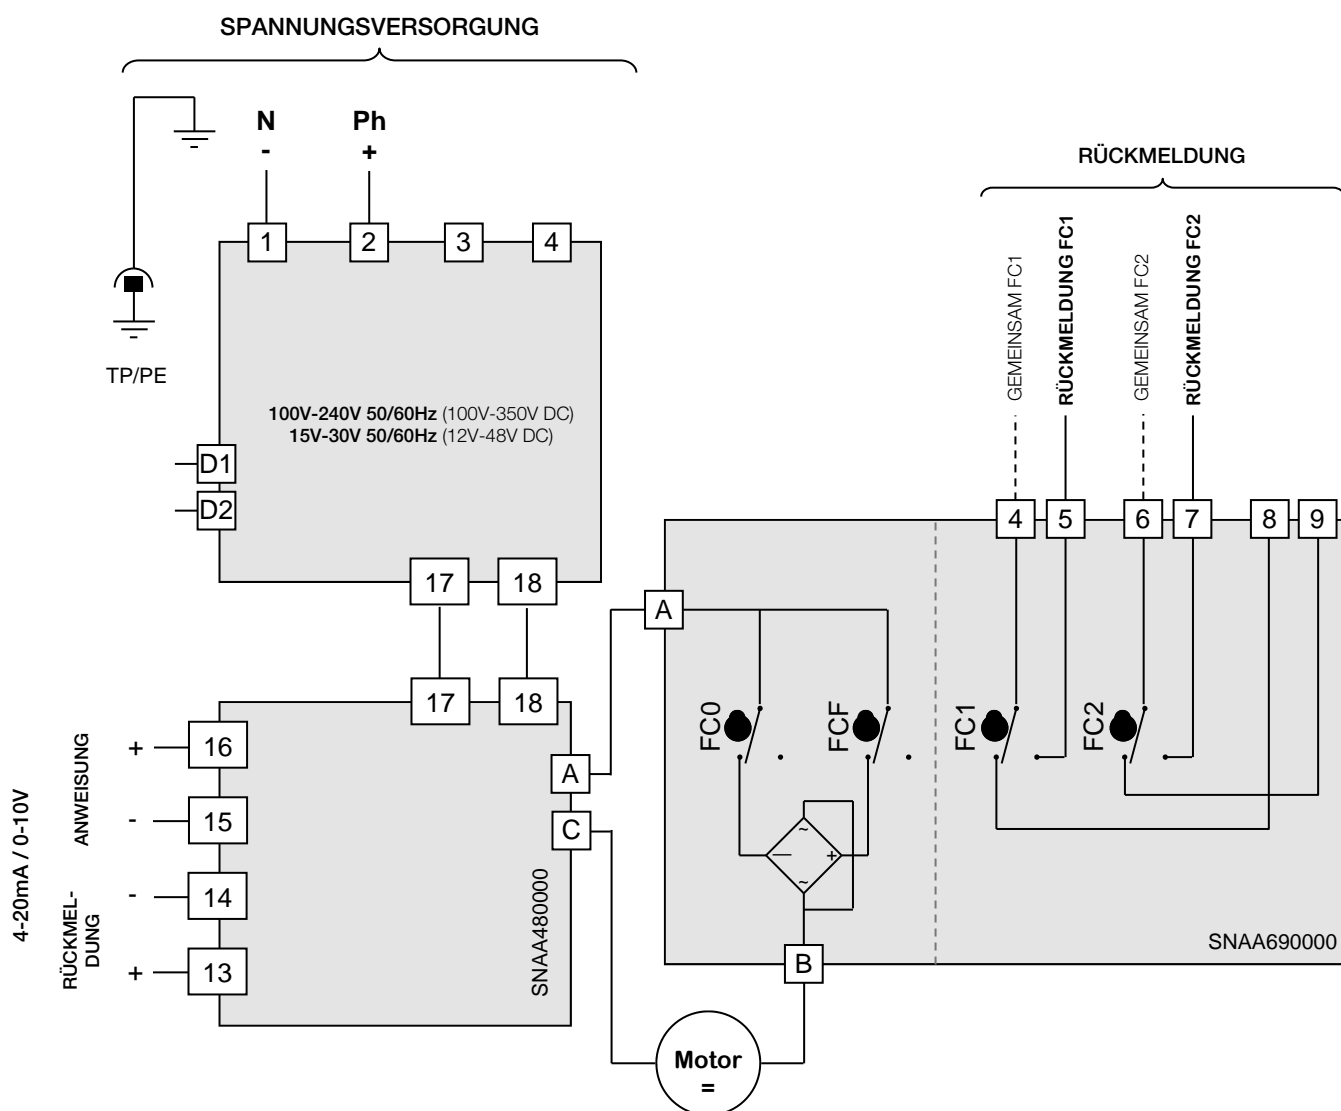 SPANNUNGSVERSORGUNG
N
-
Ph
+
TP/PE
1
2
3
4
100V-240V 50/60Hz (100V-350V DC)
15V-30V 50/60Hz (12V-48V DC)
D1
D2
17
18
17
18
4-20mA / 0-10V
ANWEISUNG
+
16
-
15
RÜCKMEL-
DUNG
-
14
+
13
A
C
SNAA480000
RÜCKMELDUNG
GEMEINSAM FC1
RÜCKMELDUNG FC1
GEMEINSAM FC2
RÜCKMELDUNG FC2
4
5
6
7
8
9
A
FC0
FCF
FC1
FC2
~
—
+
~
B
SNAA690000
Motor
=